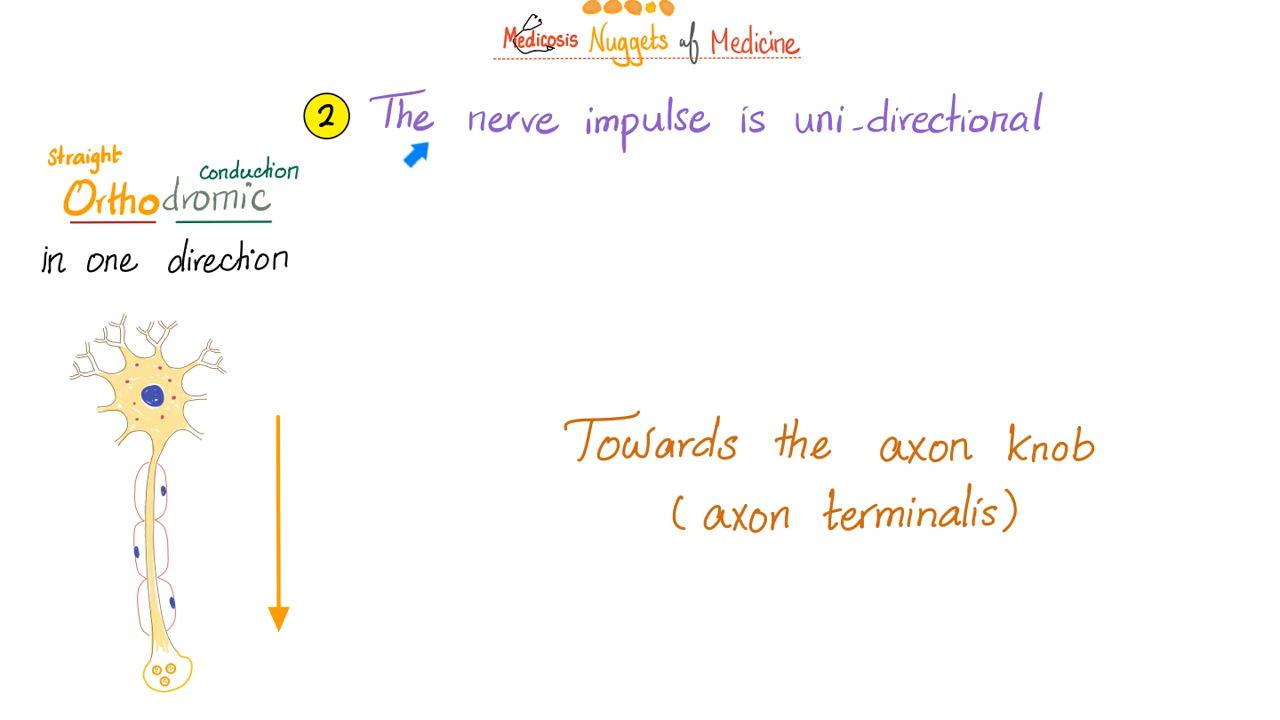 Medicosis Nuggets of Medicine
2 The nerve impulse is uni-directional
Straight
conduction
Orthodromic
in one direction
Towards the axon knob
(axon terminalis)